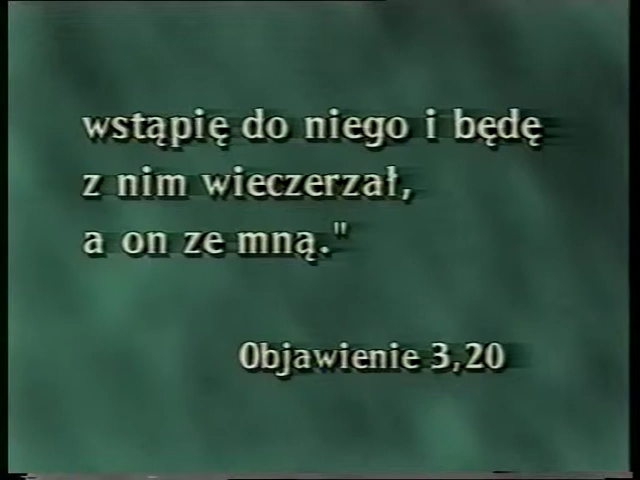 wstąpię do niego i będę
z nim wieczerzał,
a on ze mną."
Objawienie 3,20